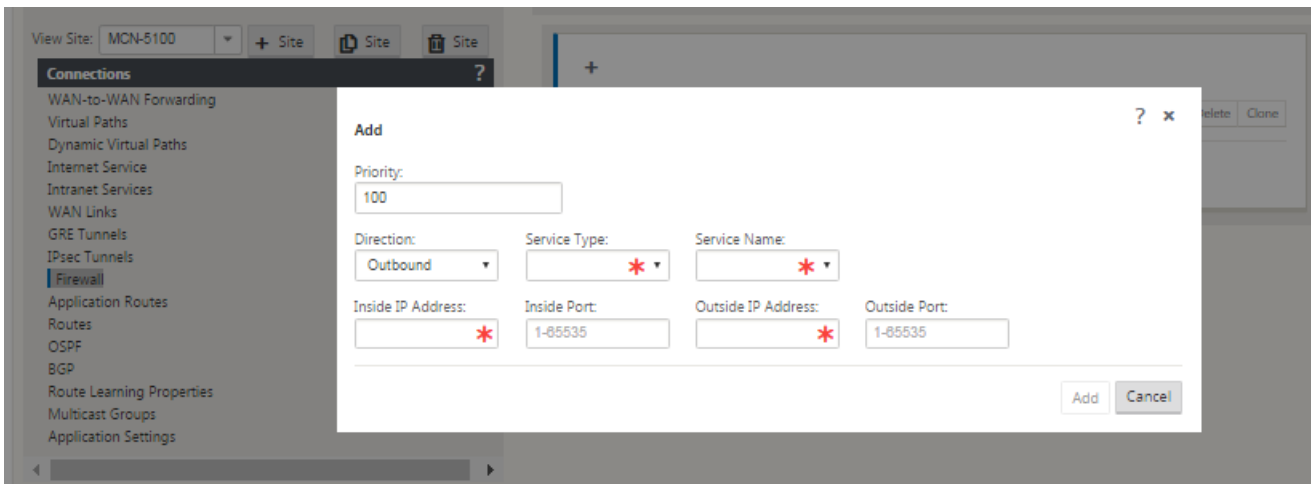 View Site: MCN-5100 + Site Site Site
Connections ?
+
WAN-to-WAN Forwarding
Virtual Paths
Dynamic Virtual Paths
Internet Service
Intranet Services
WAN Links
GRE Tunnels
IPsec Tunnels
Firewall
Application Routes
Routes
OSPF
BGP
Route Learning Properties
Multicast Groups
Application Settings
Add ? ×
Priority:
100
Direction: Service Type: Service Name:
Outbound * *
Inside IP Address: Inside Port: Outside IP Address: Outside Port:
* 1-65535 * 1-65535
Add Cancel
elete Clone